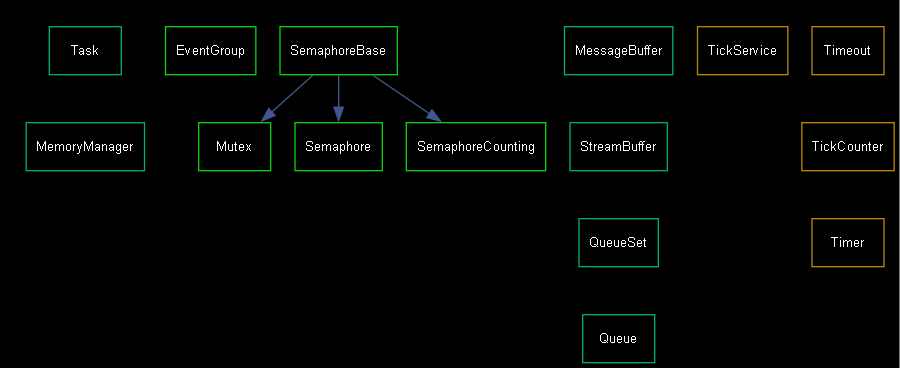 Task
EventGroup
SemaphoreBase
MessageBuffer
TickService
Timeout
MemoryManager
Mutex
Semaphore
SemaphoreCounting
StreamBuffer
TickCounter
QueueSet
Timer
Queue